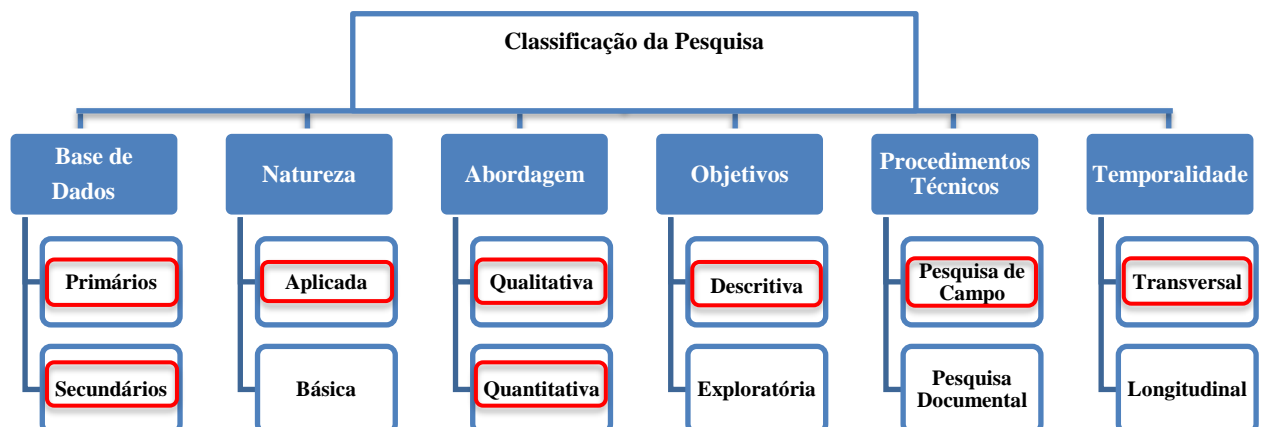 Classificação da Pesquisa
Base de
Dados
Natureza
Abordagem
Objetivos
Procedimentos
Técnicos
Temporalidade
Primários
Aplicada
Qualitativa
Descritiva
Pesquisa de
Campo
Transversal
Secundários
Básica
Quantitativa
Exploratória
Pesquisa
Documental
Longitudinal